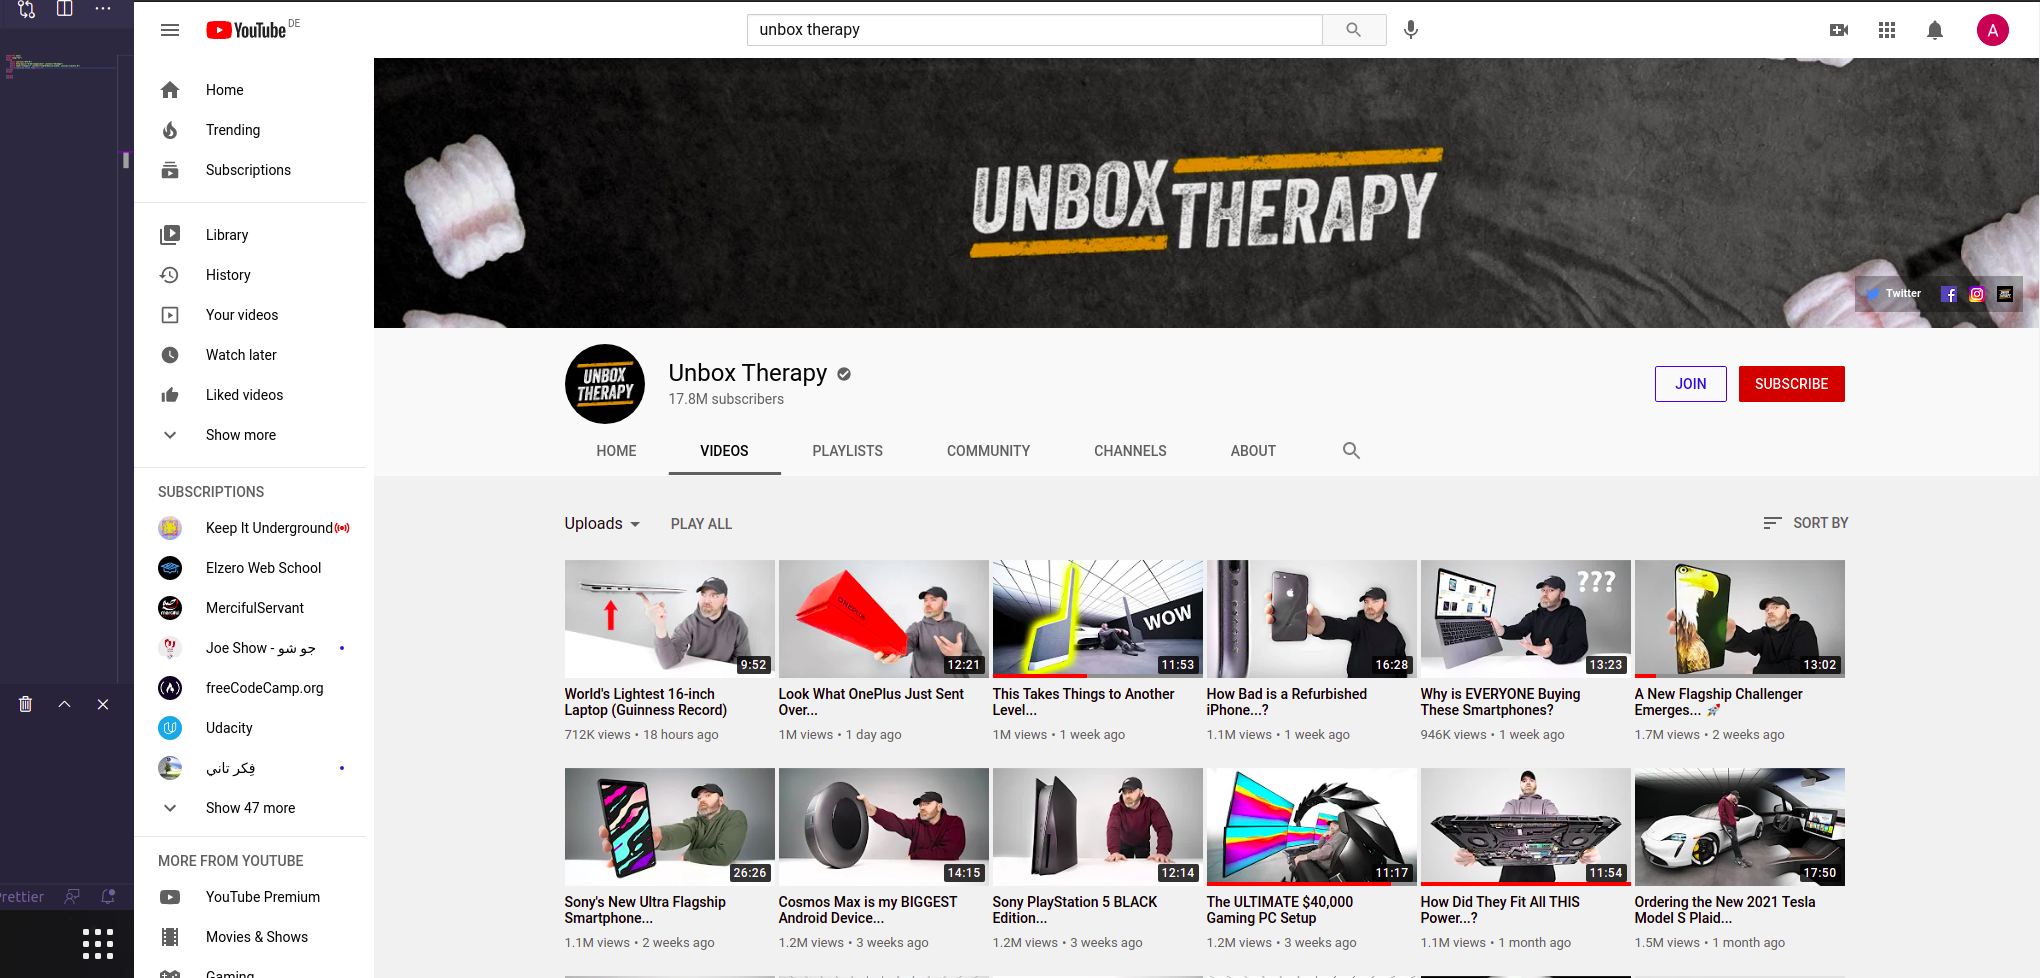 YouTube DE
unbox therapy
A
Home
Trending
Subscriptions
Library
History
Your videos
Watch later
Liked videos
Show more
SUBSCRIPTIONS
Keep It Underground
Elzero Web School
MercifulServant
Joe Show - جو شو
freeCodeCamp.org
Udacity
فِكر تاني
Show 47 more
MORE FROM YOUTUBE
YouTube Premium
Movies & Shows
Gaming
rettier
UNBOX THERAPY
Twitter
UNBOX
THERAPY
Unbox Therapy
17.8M subscribers
JOIN
SUBSCRIBE
HOME
VIDEOS
PLAYLISTS
COMMUNITY
CHANNELS
ABOUT
Uploads
PLAY ALL
SORT BY
9:52
World's Lightest 16-inch
Laptop (Guinness Record)
712K views • 18 hours ago
ONEPLUS
12:21
Look What OnePlus Just Sent
Over...
1M views • 1 day ago
WOW
11:53
This Takes Things to Another
Level...
1M views • 1 week ago
16:28
How Bad is a Refurbished
iPhone...?
1.1M views • 1 week ago
???
13:23
Why is EVERYONE Buying
These Smartphones?
946K views • 1 week ago
13:02
A New Flagship Challenger
Emerges... 🚀
1.7M views • 2 weeks ago
26:26
Sony's New Ultra Flagship
Smartphone...
1.1M views • 2 weeks ago
14:15
Cosmos Max is my BIGGEST
Android Device...
1.2M views • 3 weeks ago
12:14
Sony PlayStation 5 BLACK
Edition...
1.2M views • 3 weeks ago
11:17
The ULTIMATE $40,000
Gaming PC Setup
1.2M views • 3 weeks ago
11:54
How Did They Fit All THIS
Power...?
1.1M views • 1 month ago
17:50
Ordering the New 2021 Tesla
Model S Plaid...
1.5M views • 1 month ago